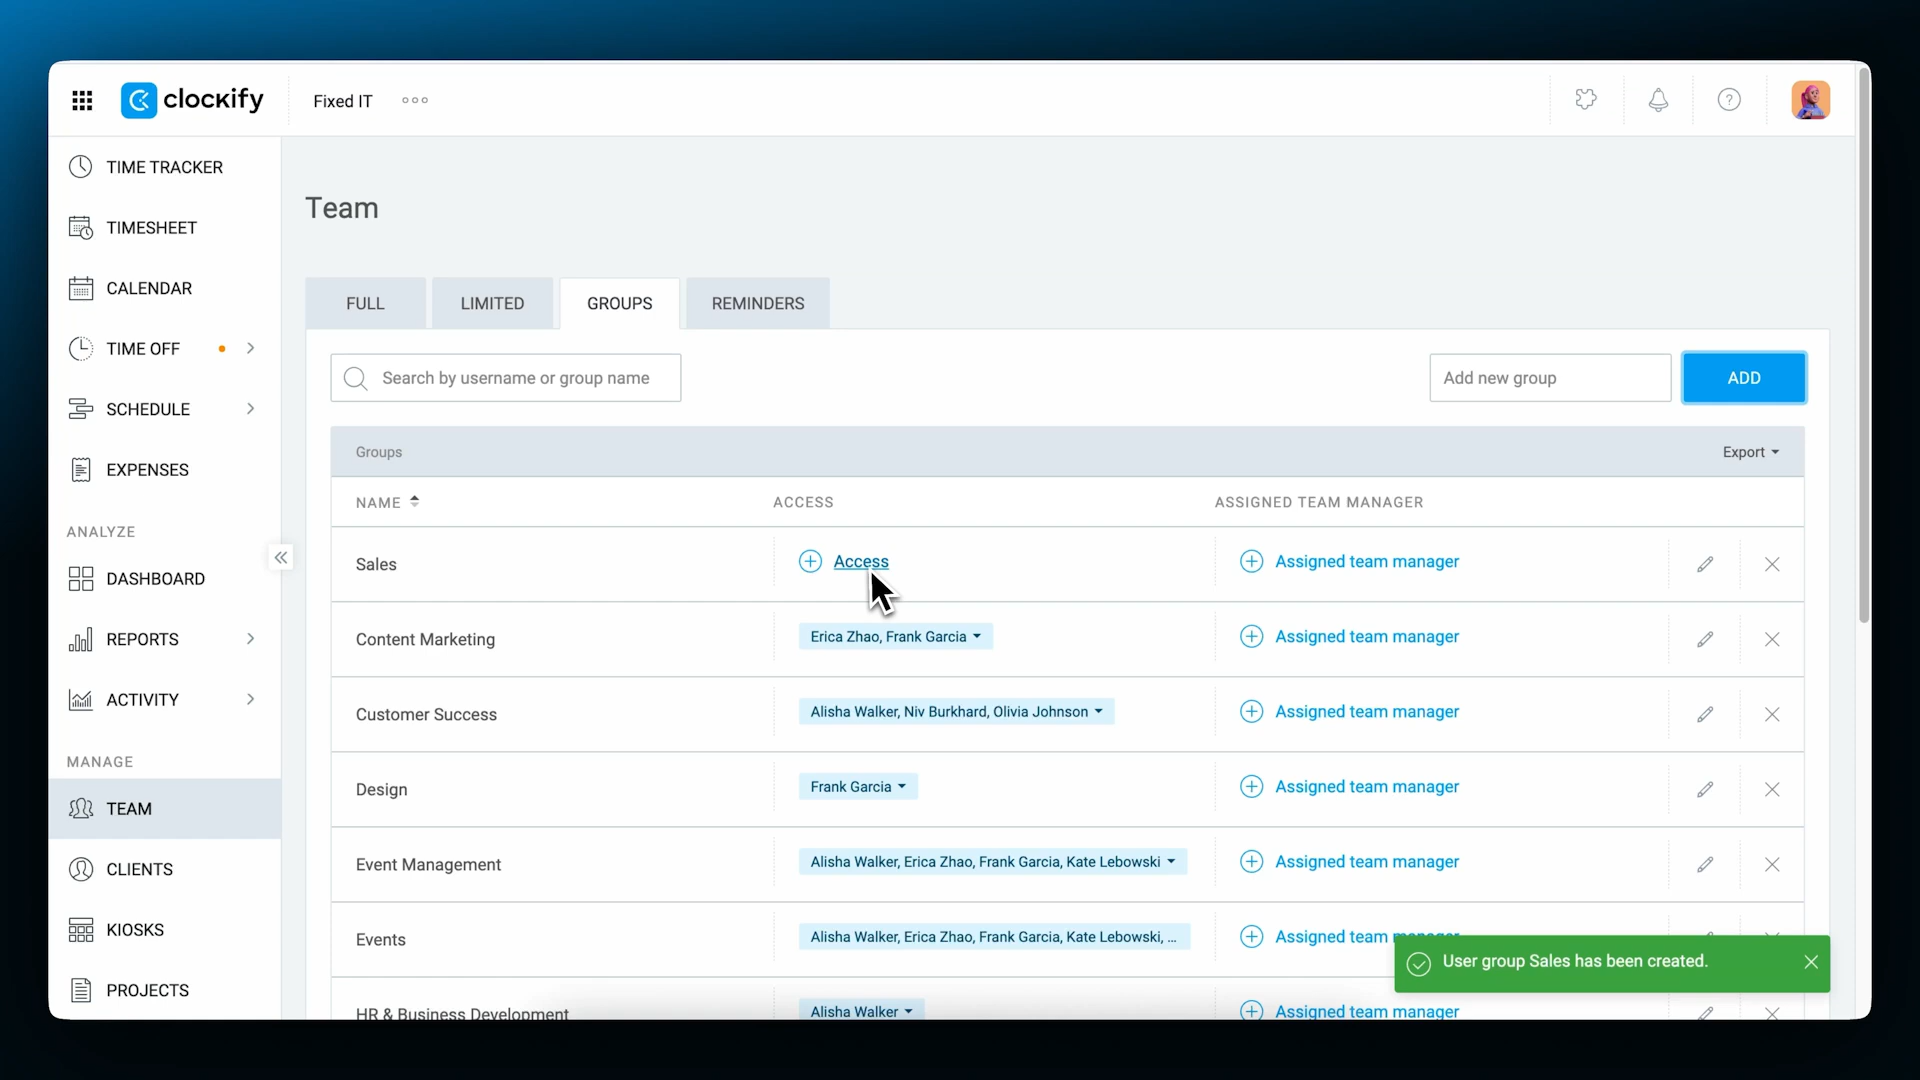 clockify
Fixed IT
TIME TRACKER
TIMESHEET
CALENDAR
TIME OFF
SCHEDULE
EXPENSES
ANALYZE
DASHBOARD
REPORTS
ACTIVITY
MANAGE
TEAM
CLIENTS
KIOSKS
PROJECTS
Team
FULL LIMITED GROUPS REMINDERS
Search by username or group name
Add new group
ADD
Groups
Export
NAME ACCESS ASSIGNED TEAM MANAGER
Sales Access Assigned team manager
Content Marketing Erica Zhao, Frank Garcia Assigned team manager
Customer Success Alisha Walker, Niv Burkhard, Olivia Johnson Assigned team manager
Design Frank Garcia Assigned team manager
Event Management Alisha Walker, Erica Zhao, Frank Garcia, Kate Lebowski Assigned team manager
Events Alisha Walker, Erica Zhao, Frank Garcia, Kate Lebowski, ... Assigned team manager
User group Sales has been created.
HR & Business Development Alisha Walker Assigned team manager